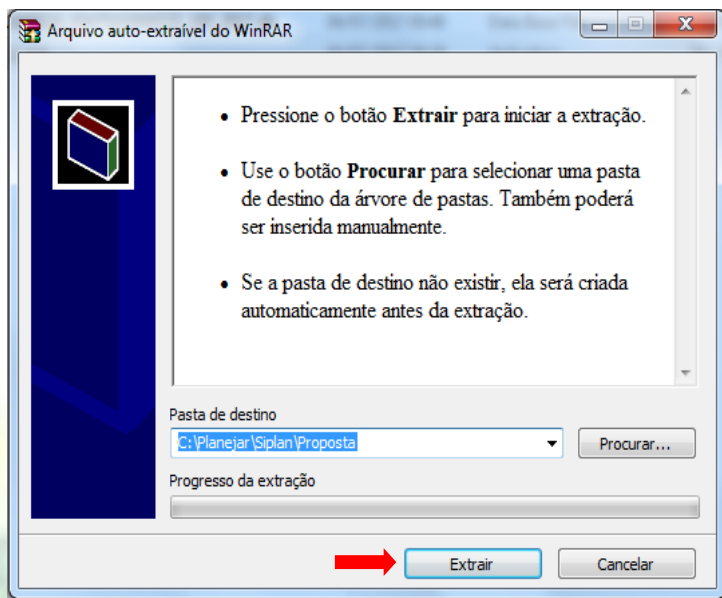 Arquivo auto-extraível do WinRAR
• Pressione o botão Extrair para iniciar a extração.
• Use o botão Procurar para selecionar uma pasta
de destino da árvore de pastas. Também poderá
ser inserida manualmente.
• Se a pasta de destino não existir, ela será criada
automaticamente antes da extração.
Pasta de destino
C:\Planejar\Siplan\Proposta
Procurar...
Progresso da extração
Extrair
Cancelar